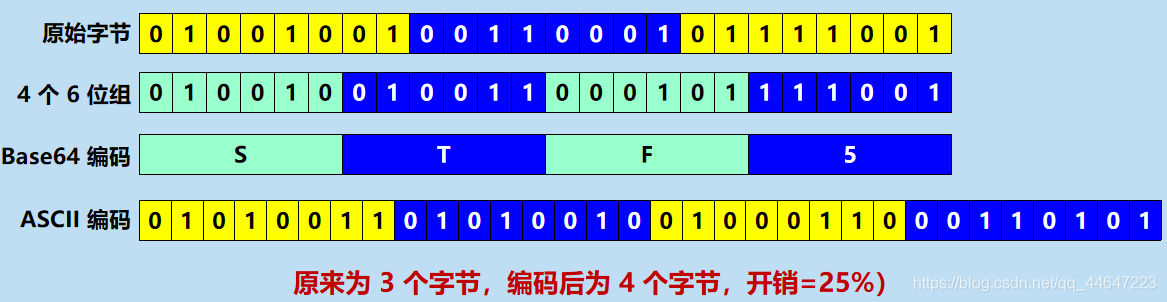 原始字节 0 1 0 0 1 0 0 1 0 0 1 1 0 0 0 1 0 1 1 1 1 0 0 1
4 个 6 位组 0 1 0 0 1 0 0 1 0 0 1 1 0 0 0 1 0 1 1 1 1 0 0 1
Base64 编码 S T F 5
ASCII 编码 0 1 0 1 0 0 1 1 0 1 0 1 0 0 1 0 0 1 0 0 0 1 1 0 0 0 1 1 0 1 0 1
原来为 3 个字节，编码后为 4 个字节，开销=25%）
https://blog.csdn.net/qq_44647223